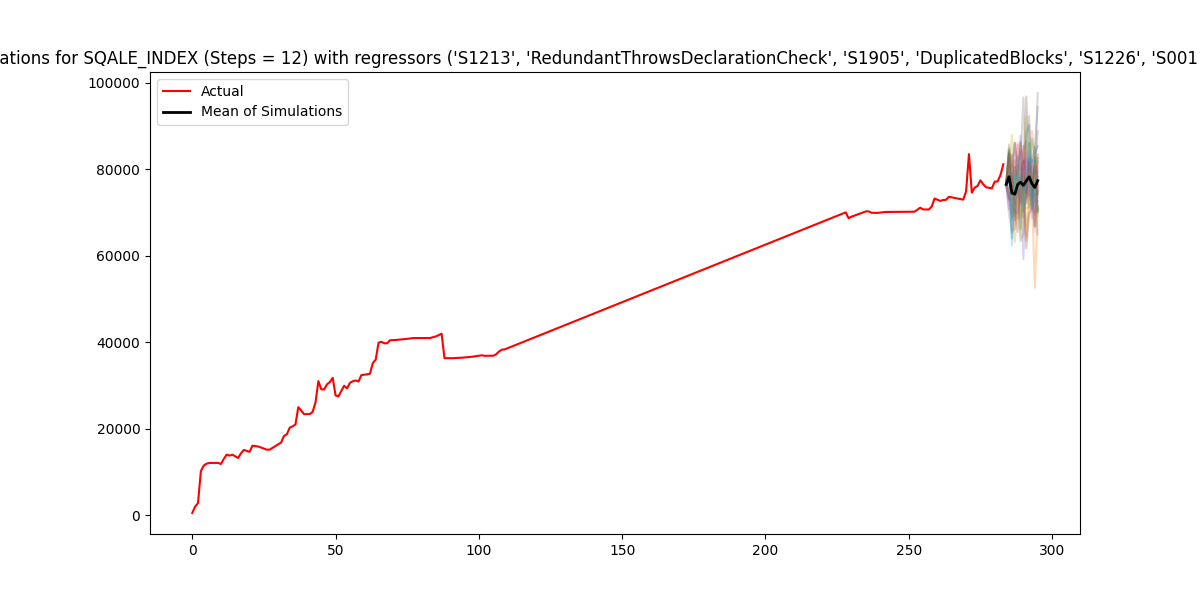 ations for SQALE_INDEX (Steps = 12) with regressors ('S1213', 'RedundantThrowsDeclarationCheck', 'S1905', 'DuplicatedBlocks', 'S1226', 'S001
Actual
Mean of Simulations
100000
80000
60000
40000
20000
0
0 50 100 150 200 250 300